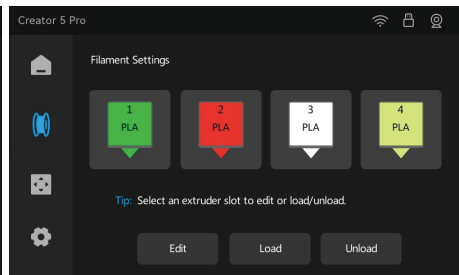 Creator 5 Pro
Filament Settings
1 2 3 4
PLA PLA PLA PLA
Tip: Select an extruder slot to edit or load/unload.
Edit Load Unload